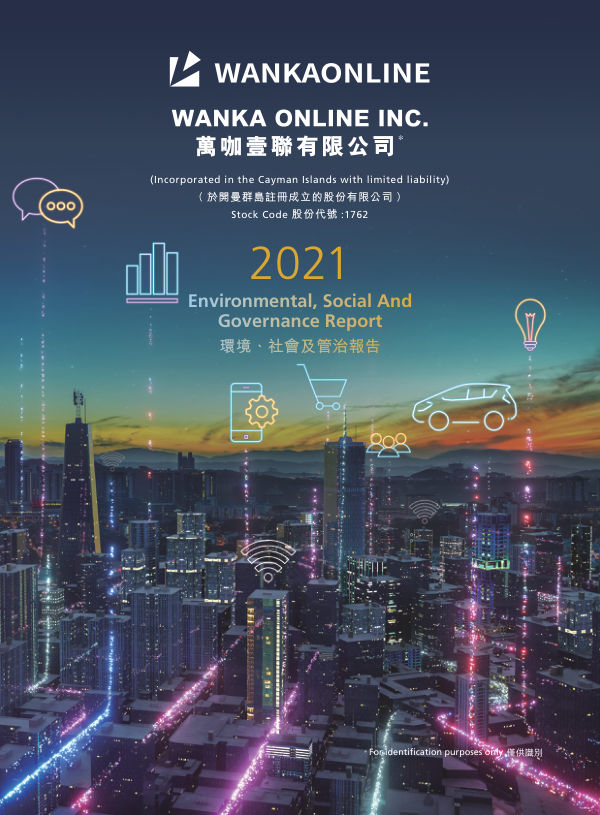 WANKAONLINE
WANKA ONLINE INC.
萬咖壹聯有限公司*
(Incorporated in the Cayman Islands with limited liability)
（於開曼群島註冊成立的股份有限公司）
Stock Code 股份代號 :1762
2021
Environmental, Social And
Governance Report
環境、社會及管治報告
For identification purposes only 僅供識別